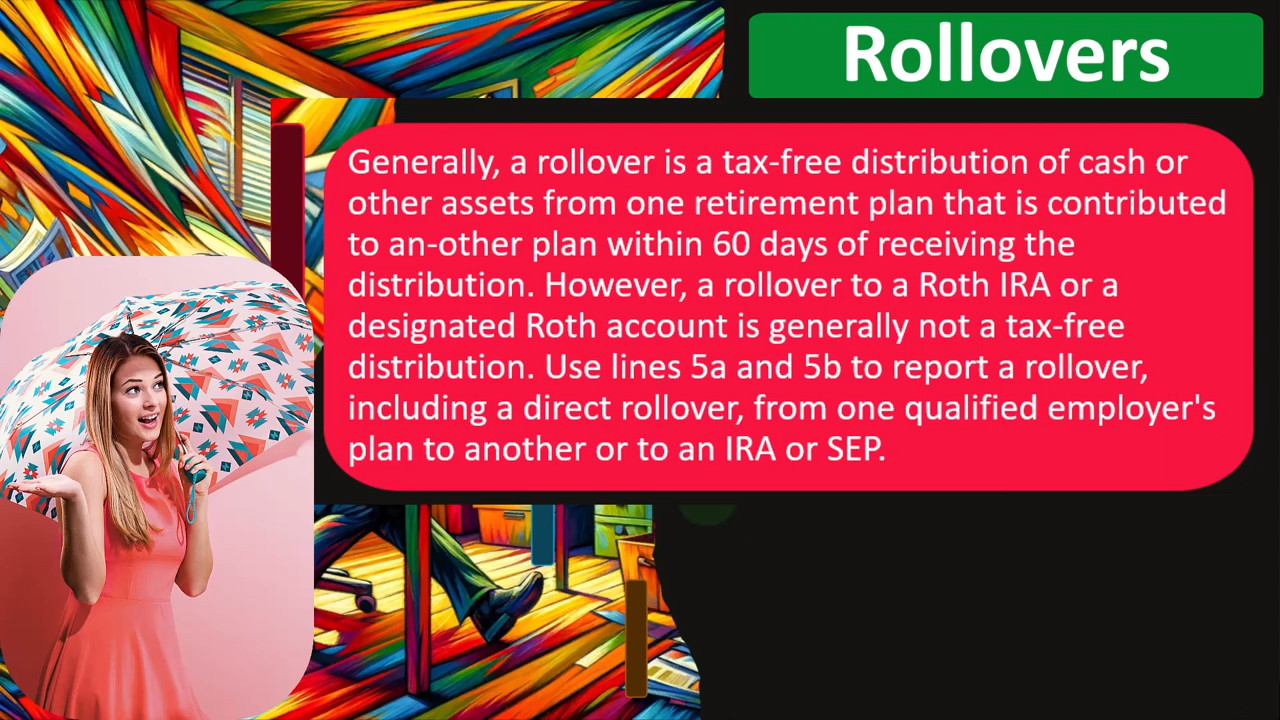 Rollovers
Generally, a rollover is a tax-free distribution of cash or
other assets from one retirement plan that is contributed
to an-other plan within 60 days of receiving the
distribution. However, a rollover to a Roth IRA or a
designated Roth account is generally not a tax-free
distribution. Use lines 5a and 5b to report a rollover,
including a direct rollover, from one qualified employer's
plan to another or to an IRA or SEP.